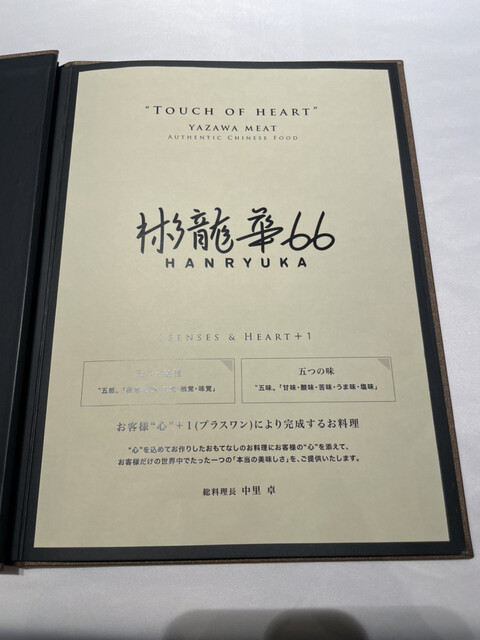 "TOUCH OF HEART"
YAZAWA MEAT
AUTHENTIC CHINESE FOOD
彬龍華66
HANRYUKA
SENSES & HEART+1
五つの味
"五感。「
覚・味覚」
"五味。「甘味・酸味・苦味・うま味・塩味」
お客様"心"+1(プラスワン)により完成するお料理
"心"を込めてお作りしたおもてなしのお料理にお客様の"心"を添えて、
お客様だけの世界中でたった一つの「本当の美味しさ」を、ご提供いたします。
総料理長 中里 卓